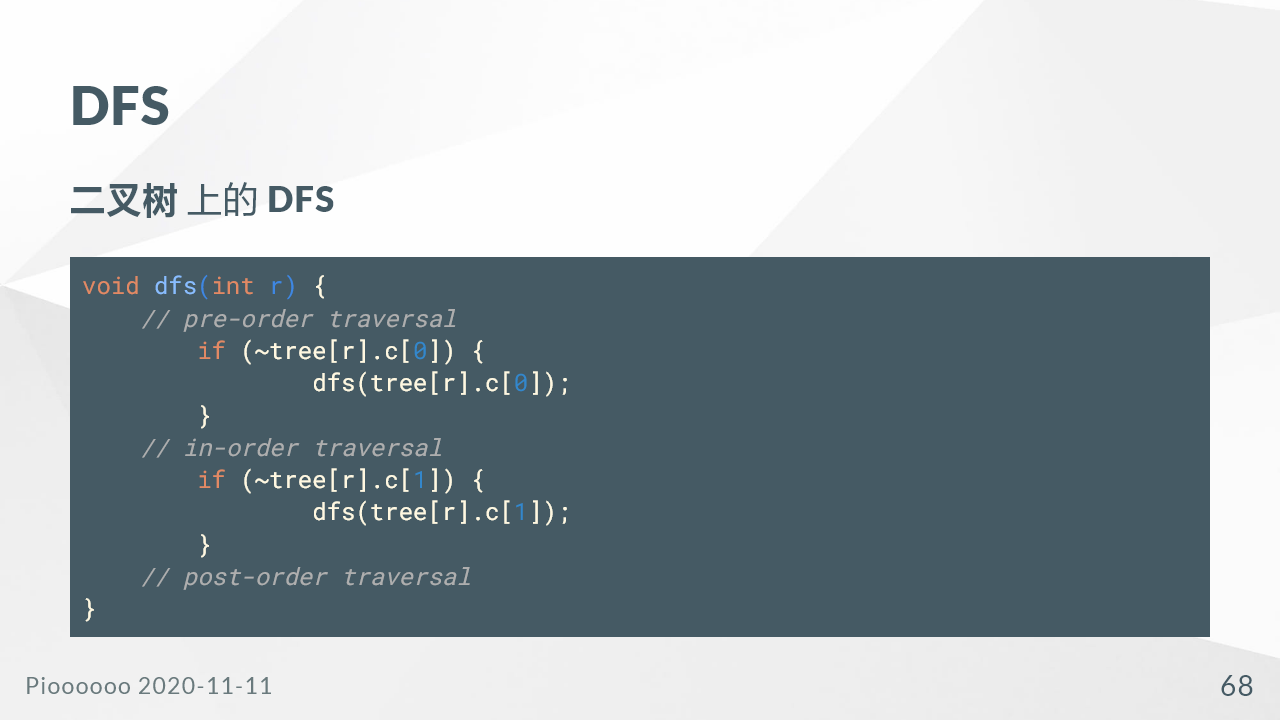 DFS
二叉树 上的 DFS
void dfs(int r) {
    // pre-order traversal
        if (~tree[r].c[0]) {
                dfs(tree[r].c[0]);
        }
    // in-order traversal
        if (~tree[r].c[1]) {
                dfs(tree[r].c[1]);
        }
    // post-order traversal
}
Pioooooo 2020-11-11
68